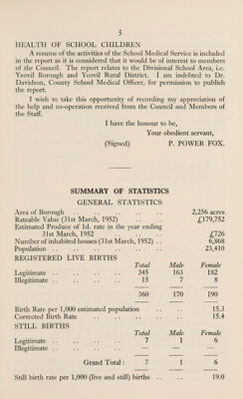 5
HEALTH OF SCHOOL CHILDREN
A resume of the activities of the School Medical Service is included
in the report as it is considered that it would be of interest to members
of the Council. The report relates to the Divisional School Area, i.e.
Yeovil Borough and Yeovil Rural District. I am indebted to Dr.
Davidson, County School Medical Officer, for permission to publish
the report.
I wish to take this opportunity of recording my appreciation of
the help and co-operation received from the Council and Members of
the Staff.
I have the honour to be,
Your obedient servant,
(Signed) P. POWER FOX.
SUMMARY OF STATISTICS
GENERAL STATISTICS
Area of Borough .. .. .. .. .. 2,256 acres
Rateable Value (31st March, 1952) .. .. £179,752
Estimated Produce of 1d. rate in the year ending
31st March, 1952 .. .. .. £726
Number of inhabited houses (31st March, 1952) .. 6,868
Population .. .. .. .. .. .. 23,410
REGISTERED LIVE BIRTHS
Total Male Female
Legitimate .. .. .. .. 345 163 182
Illegitimate .. .. .. .. 15 7 8
360 170 190
Birth Rate per 1,000 estimated population .. .. 15.3
Corrected Birth Rate .. .. .. .. 15.4
STILL BIRTHS
Total Male Female
Legitimate .. .. .. .. 7 1 6
Illegitimate .. .. .. .. — — —
Grand Total : 7 1 6
Still birth rate per 1,000 (live and still) births .. .. 19.0